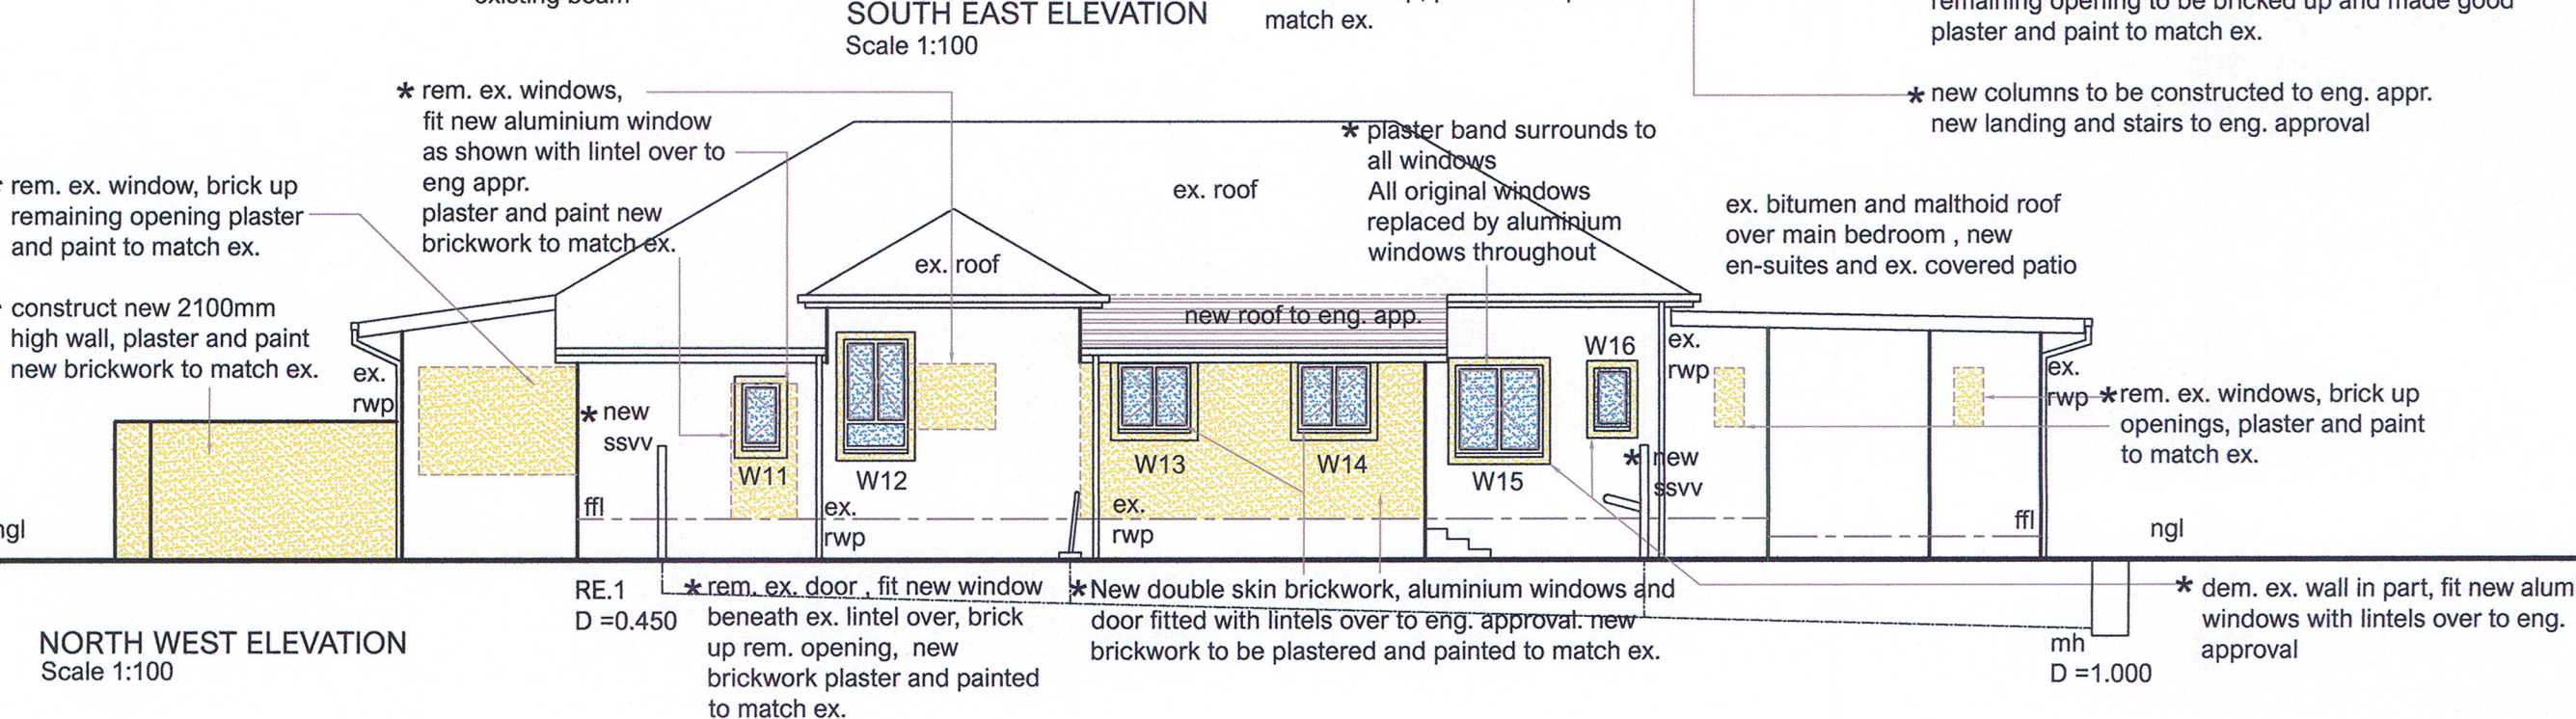 SOUTH EAST ELEVATION
Scale 1:100
match ex.
plaster and paint to match ex.
* new columns to be constructed to eng. appr.
new landing and stairs to eng. approval
* rem. ex. windows,
fit new aluminium window
as shown with lintel over to
eng appr.
plaster and paint new
brickwork to match ex.
rem. ex. window, brick up
remaining opening plaster
and paint to match ex.
construct new 2100mm
high wall, plaster and paint
new brickwork to match ex.
ex. roof
ex. roof
* plaster band surrounds to
all windows
All original windows
replaced by aluminium
windows throughout
ex. bitumen and malthoid roof
over main bedroom , new
en-suites and ex. covered patio
new roof to eng. app.
ex.
rwp
* new
ssvv
W11
W12
W13
W14
W15
W16
ex.
rwp
ex.
rwp
* rem. ex. windows, brick up
openings, plaster and paint
to match ex.
* new
ssvv
ffl
ex.
rwp
ex.
rwp
ffl
ngl
ngl
RE.1
D =0.450
* rem. ex. door , fit new window
beneath ex. lintel over, brick
up rem. opening, new
brickwork plaster and painted
to match ex.
* New double skin brickwork, aluminium windows and
door fitted with lintels over to eng. approval. new
brickwork to be plastered and painted to match ex.
mh
D =1.000
* dem. ex. wall in part, fit new alum
windows with lintels over to eng.
approval
NORTH WEST ELEVATION
Scale 1:100